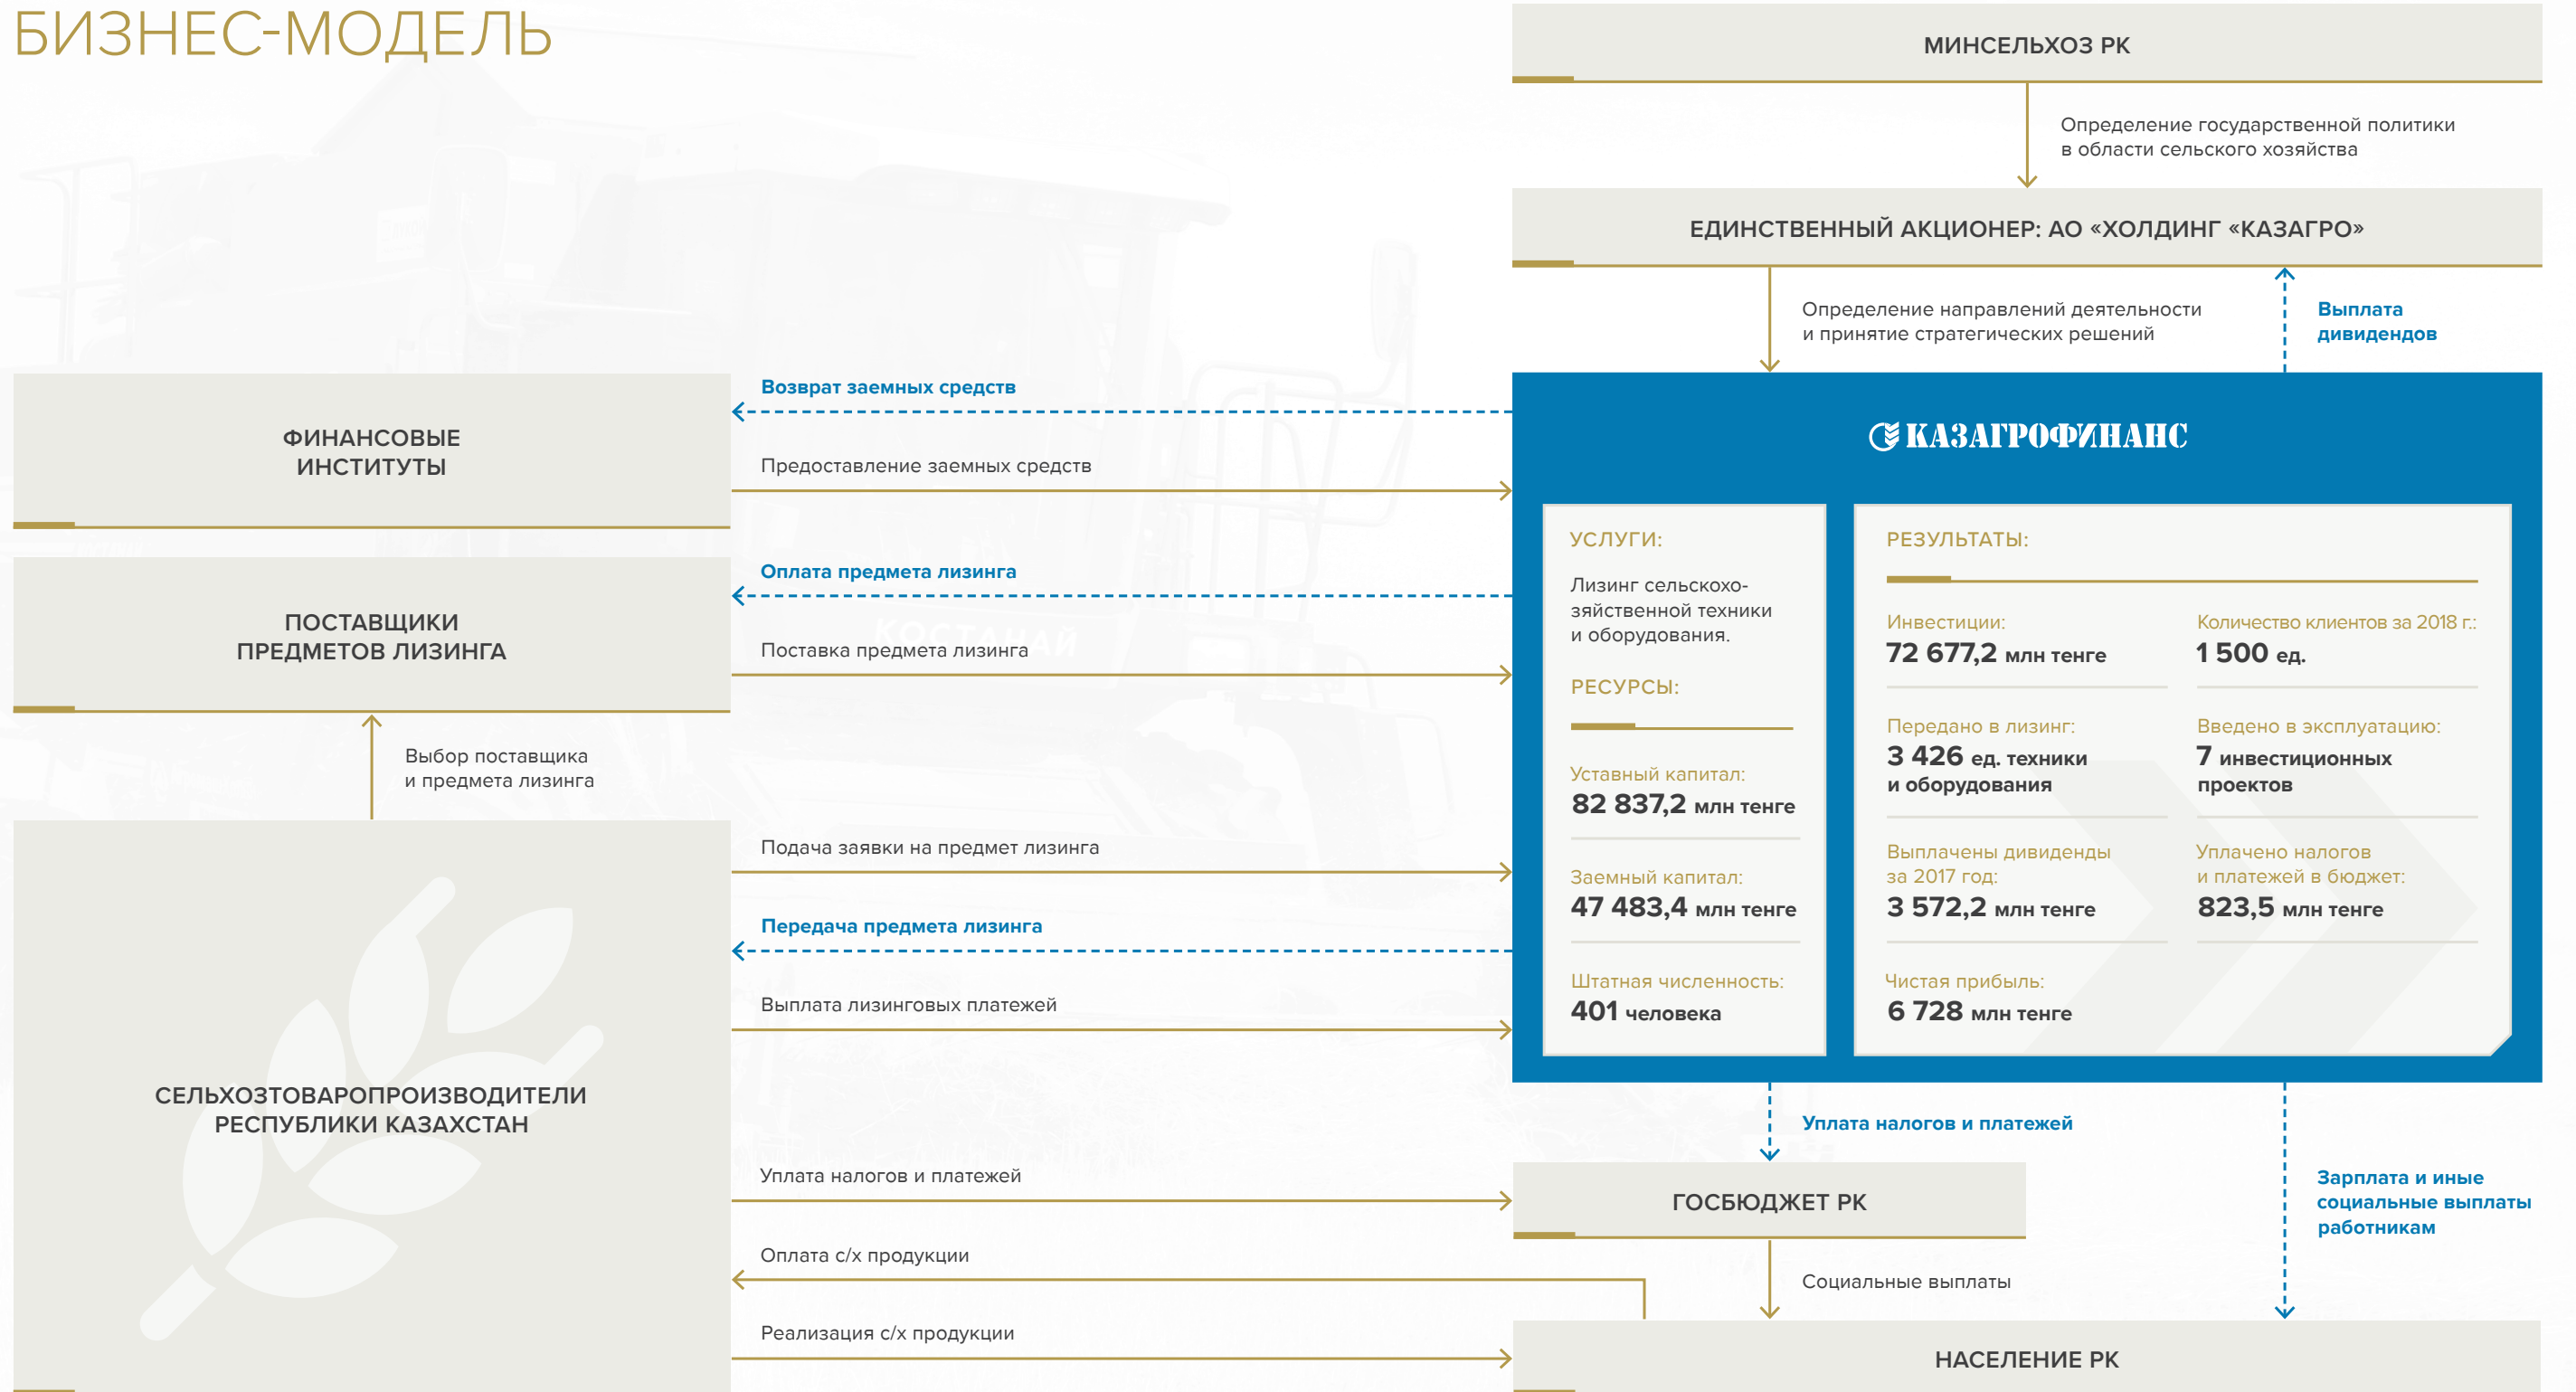 БИЗНЕС-МОДЕЛЬ
МИНСЕЛЬХОЗ РК
Определение государственной политики
в области сельского хозяйства
ЕДИНСТВЕННЫЙ АКЦИОНЕР: АО «ХОЛДИНГ «КАЗАГРО»
Определение направлений деятельности
и принятие стратегических решений
Выплата
дивидендов
ФИНАНСОВЫЕ
ИНСТИТУТЫ
Возврат заемных средств
Предоставление заемных средств
ПОСТАВЩИКИ
ПРЕДМЕТОВ ЛИЗИНГА
Оплата предмета лизинга
КОСТАНАЙ
Поставка предмета лизинга
Выбор поставщика
и предмета лизинга
СЕЛЬХОЗТОВАРОПРОИЗВОДИТЕЛИ
РЕСПУБЛИКИ КАЗАХСТАН
Подача заявки на предмет лизинга
Передача предмета лизинга
Выплата лизинговых платежей
Уплата налогов и платежей
Оплата с/х продукции
Реализация с/х продукции
КАЗАГРОФИНАНС
УСЛУГИ:
Лизинг сельскохо-
зяйственной техники
и оборудования.
РЕСУРСЫ:
Уставный капитал:
82 837,2 млн тенге
Заемный капитал:
47 483,4 млн тенге
Штатная численность:
401 человека
РЕЗУЛЬТАТЫ:
Инвестиции:
72 677,2 млн тенге
Количество клиентов за 2018 г.:
1 500 ед.
Передано в лизинг:
3 426 ед. техники
и оборудования
Введено в эксплуатацию:
7 инвестиционных
проектов
Выплачены дивиденды
за 2017 год:
3 572,2 млн тенге
Уплачено налогов
и платежей в бюджет:
823,5 млн тенге
Чистая прибыль:
6 728 млн тенге
Уплата налогов и платежей
ГОСБЮДЖЕТ РК
Зарплата и иные
социальные выплаты
работникам
Социальные выплаты
НАСЕЛЕНИЕ РК